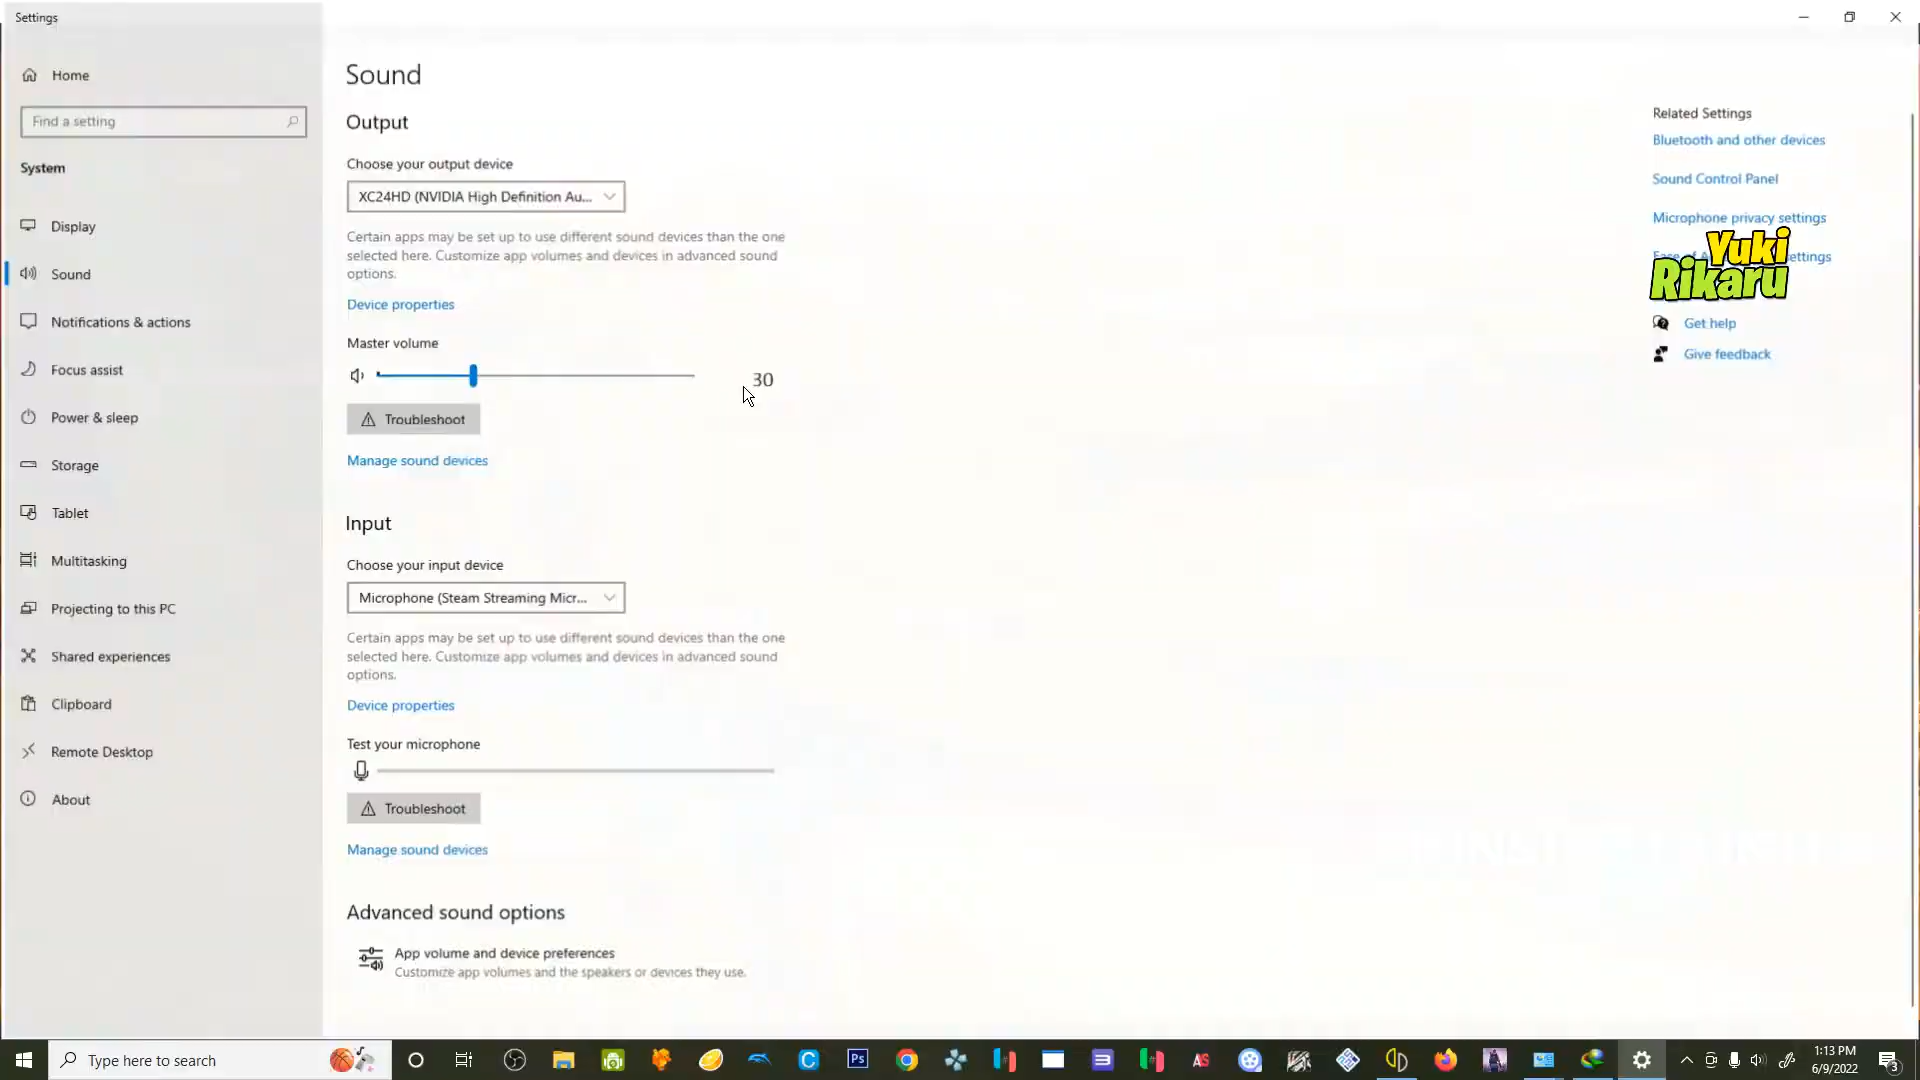 Settings
Home
Find a setting
System
Display
Sound
Notifications & actions
Focus assist
Power & sleep
Storage
Tablet
Multitasking
Projecting to this PC
Shared experiences
Clipboard
Remote Desktop
About
Sound
Output
Choose your output device
XC24HD (NVIDIA High Definition Au...
Certain apps may be set up to use different sound devices than the one
selected here. Customize app volumes and devices in advanced sound
options.
Device properties
Master volume
30
Troubleshoot
Manage sound devices
Input
Choose your input device
Microphone (Steam Streaming Micr...
Certain apps may be set up to use different sound devices than the one
selected here. Customize app volumes and devices in advanced sound
options.
Device properties
Test your microphone
Troubleshoot
Manage sound devices
Advanced sound options
App volume and device preferences
Customize app volumes and the speakers or devices they use.
Related Settings
Bluetooth and other devices
Sound Control Panel
Microphone privacy settings
Yuki
Rikaru
Get help
Give feedback
Type here to search
Ps
AS
1:13 PM
6/9/2022
3